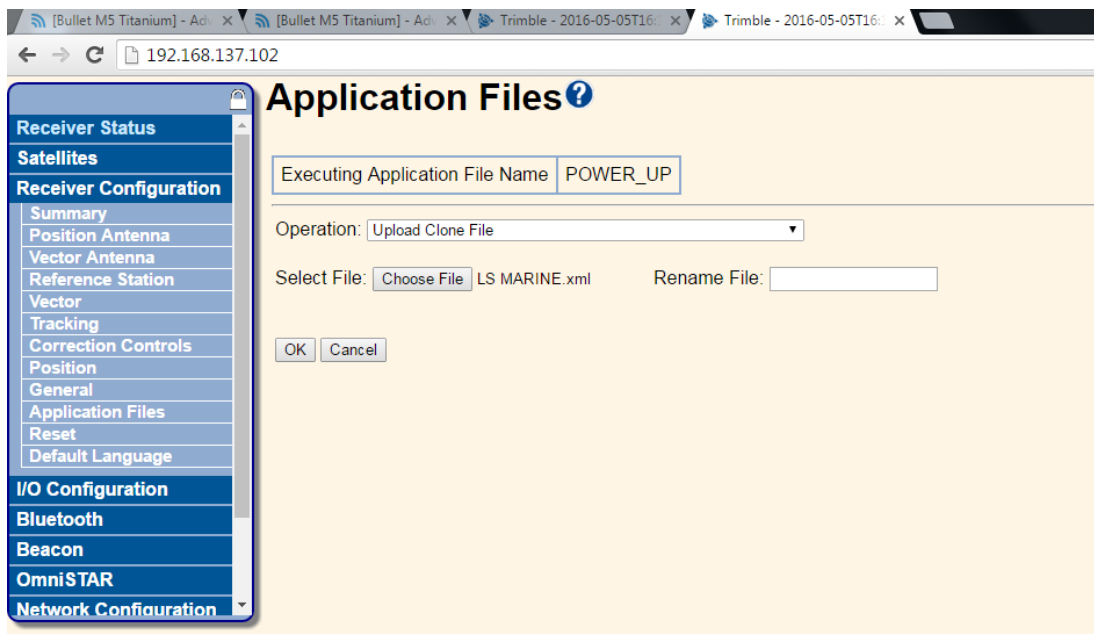 [Bullet M5 Titanium] - Adv
[Bullet M5 Titanium] - Adv
Trimble - 2016-05-05T16:
Trimble - 2016-05-05T16:
192.168.137.102
Receiver Status
Satellites
Receiver Configuration
Summary
Position Antenna
Vector Antenna
Reference Station
Vector
Tracking
Correction Controls
Position
General
Application Files
Reset
Default Language
I/O Configuration
Bluetooth
Beacon
OmniSTAR
Network Configuration
Application Files?
Executing Application File Name POWER_UP
Operation: Upload Clone File
Select File: Choose File LS MARINE.xml Rename File:
OK Cancel